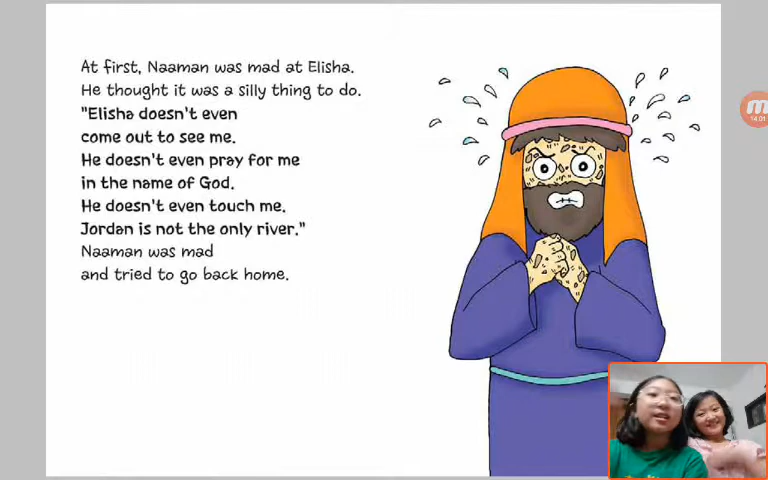 At first, Naaman was mad at Elisha.
He thought it was a silly thing to do.
"Elisha doesn't even
come out to see me.
He doesn't even pray for me
in the name of God.
He doesn't even touch me.
Jordan is not the only river."
Naaman was mad
and tried to go back home.
14:01